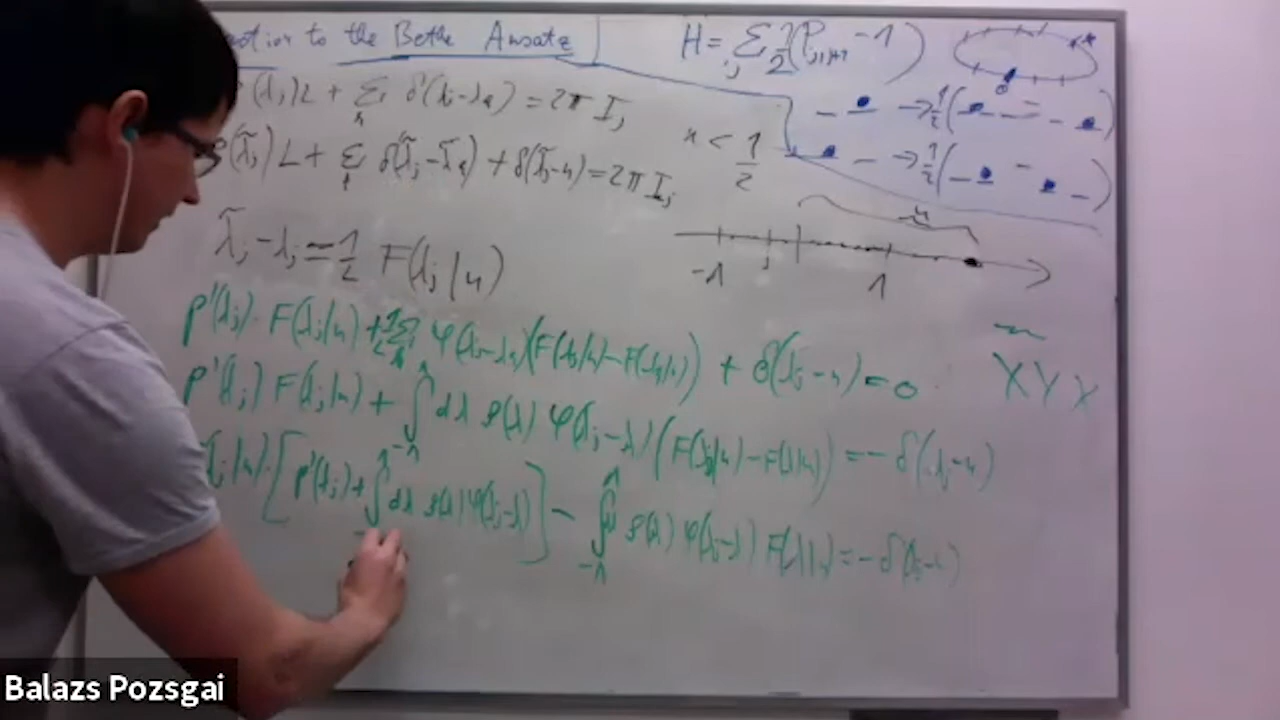 ction to the Bethe Ansatz
H = Σ_j 1/2 (P_{j,j+1} - 1)
P(λ_j)L + Σ_k δ(λ_j - λ_k) = 2π I_j
P(λ̃_j)L + Σ_k δ(λ̃_j - λ̃_k) + δ(λ̃_j - u) = 2π I_j
κ < 1/2
→ 1/2 (
→ 1/2 (
λ̃_j - λ_j ≃ 1/2 F(λ_j|u)
-1
1
P'(λ_j) · F(λ_j|u) + 1/L Σ_k φ(λ_j - λ_k)(F(λ_j|u) - F(λ_k|u)) + δ(λ_j - u) = 0
XYX
P'(λ_j) F(λ_j|u) + ∫_{-Λ}^{Λ} dλ ρ(λ) φ(λ_j - λ)(F(λ_j|u) - F(λ|u)) = - δ(λ_j - u)
λ_j|u) · [P'(λ_j) + ∫ dλ ρ(λ) φ(λ_j - λ)] - ∫_{-Λ}^{Λ} ρ(λ) φ(λ_j - λ) F(λ|u) = - δ(λ_j - u)
Balazs Pozsgai